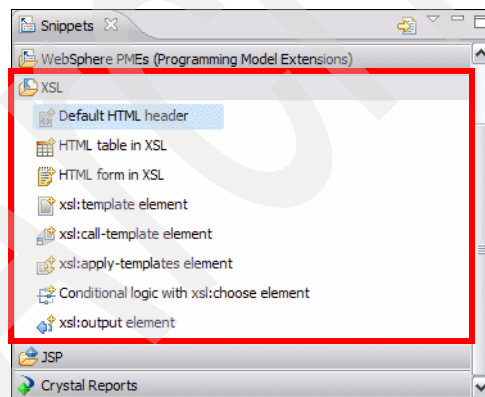 Snippets
WebSphere PMEs (Programming Model Extensions)
XSL
Default HTML header
HTML table in XSL
HTML form in XSL
xsl:template element
xsl:call-template element
xsl:apply-templates element
Conditional logic with xsl:choose element
xsl:output element
JSP
Crystal Reports